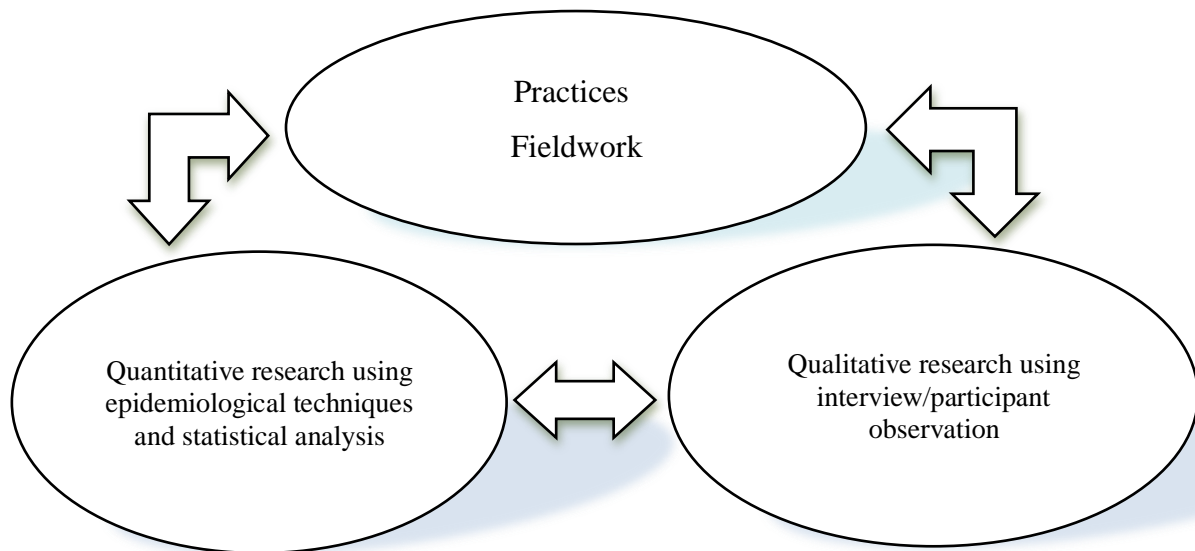 Practices
Fieldwork
Quantitative research using
epidemiological techniques
and statistical analysis
Qualitative research using
interview/participant
observation